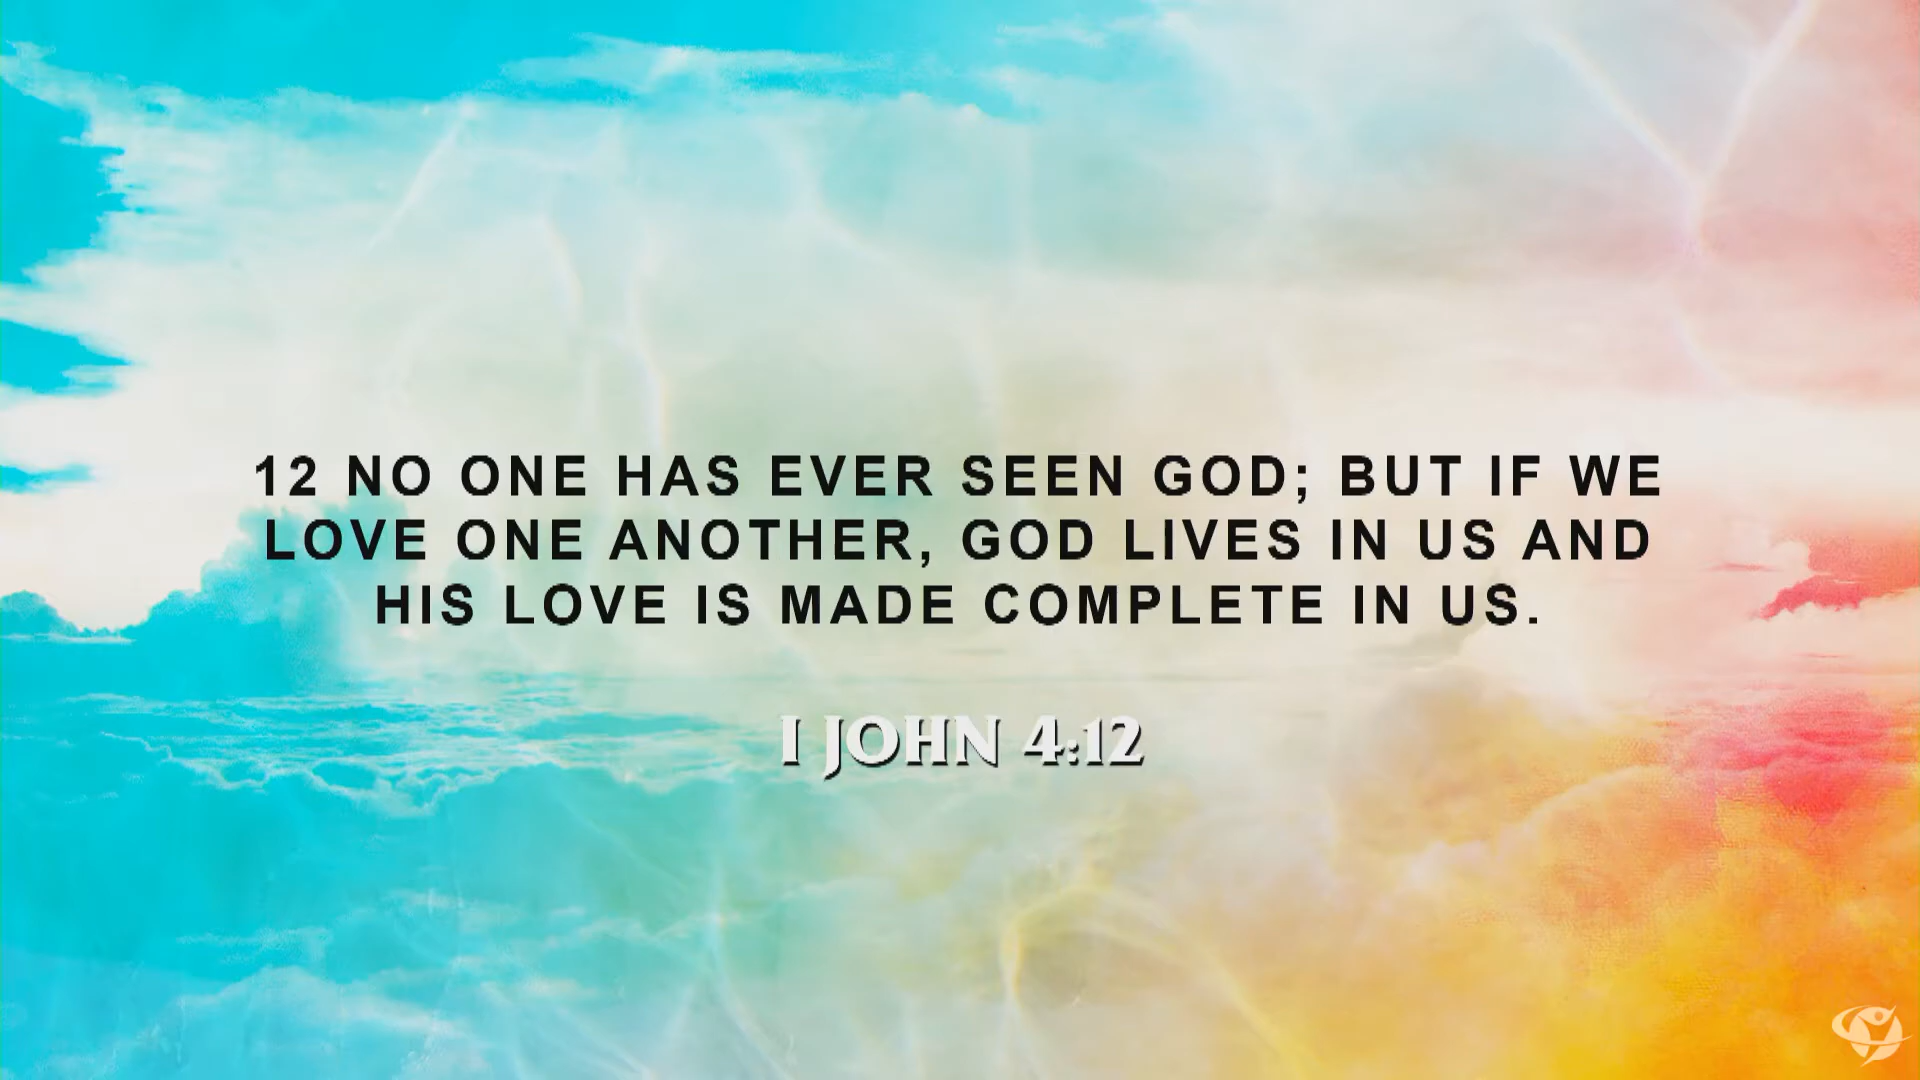 12 NO ONE HAS EVER SEEN GOD; BUT IF WE
LOVE ONE ANOTHER, GOD LIVES IN US AND
HIS LOVE IS MADE COMPLETE IN US.
I JOHN 4:12